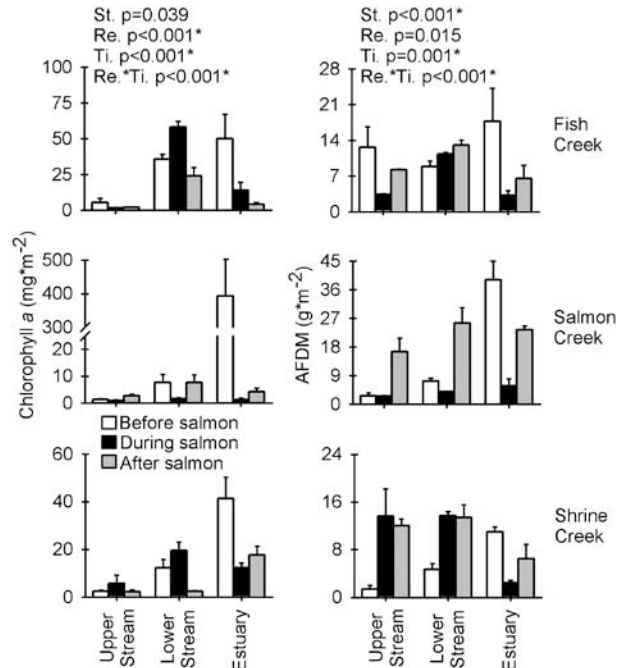 St. p=0.039
Re. p<0.001*
Ti. p<0.001*
Re.*Ti. p<0.001*
St. p<0.001*
Re. p=0.015
Ti. p=0.001*
Re.*Ti. p<0.001*
75
50
25
0
28
21
14
7
0
Fish
Creek
Chlorophyll a (mg*m-2)
500
400
300
20
10
0
AFDM (g*m-2)
45
36
27
18
9
0
Salmon
Creek
Before salmon
During salmon
After salmon
60
40
20
0
24
16
8
0
Shrine
Creek
Upper
Stream
Lower
Stream
Estuary
Upper
Stream
Lower
Stream
Estuary